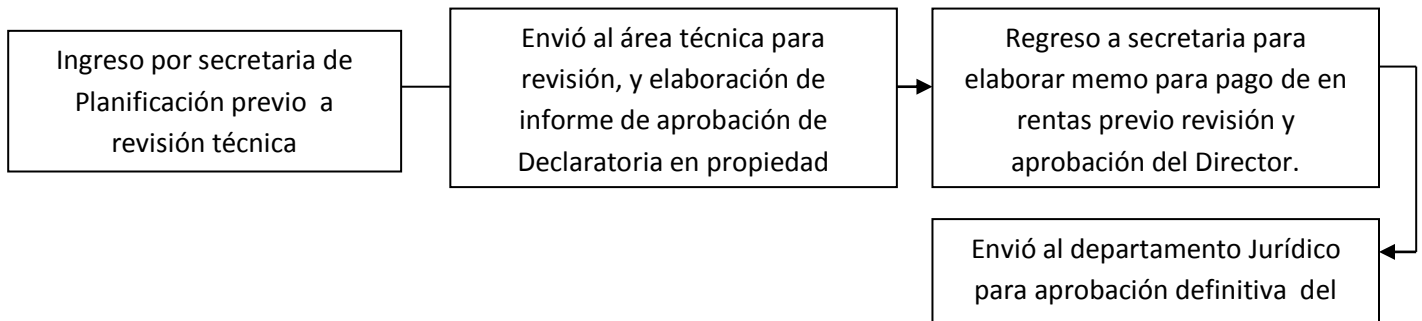 Ingreso por secretaria de
Planificación previo a
revisión técnica
Envió al área técnica para
revisión, y elaboración de
informe de aprobación de
Declaratoria en propiedad
Regreso a secretaria para
elaborar memo para pago de en
rentas previo revisión y
aprobación del Director.
Envió al departamento Jurídico
para aprobación definitiva del